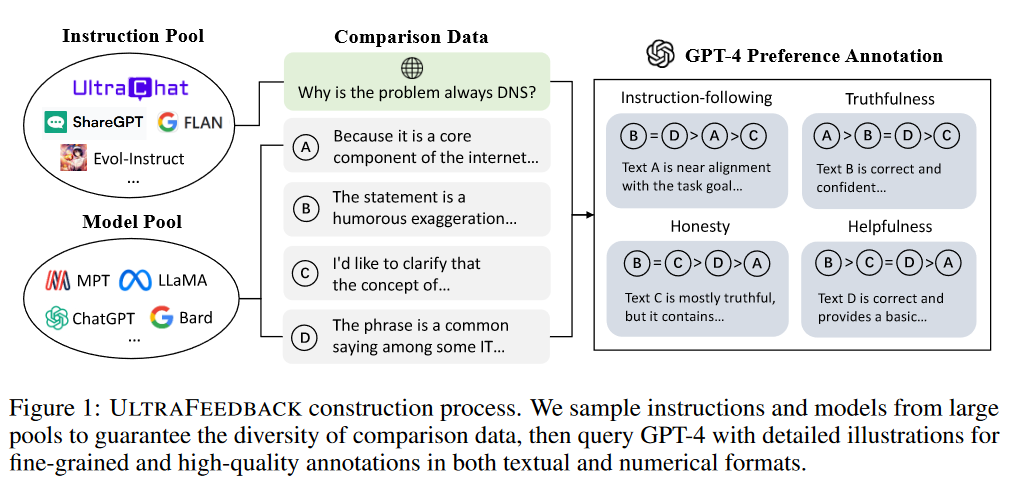 Instruction Pool
UltraChat
ShareGPT
FLAN
Evol-Instruct
...
Model Pool
MPT
LLaMA
ChatGPT
Bard
...
Comparison Data
Why is the problem always DNS?
A
Because it is a core
component of the internet...
B
The statement is a
humorous exaggeration...
C
I'd like to clarify that
the concept of...
D
The phrase is a common
saying among some IT...
GPT-4 Preference Annotation
Instruction-following
B=D>A>C
Text A is near alignment
with the task goal...
Truthfulness
A>B=D>C
Text B is correct and
confident...
Honesty
B=C>D>A
Text C is mostly truthful,
but it contains...
Helpfulness
B>C=D>A
Text D is correct and
provides a basic...
Figure 1: ULTRAFEEDBACK construction process. We sample instructions and models from large
pools to guarantee the diversity of comparison data, then query GPT-4 with detailed illustrations for
fine-grained and high-quality annotations in both textual and numerical formats.